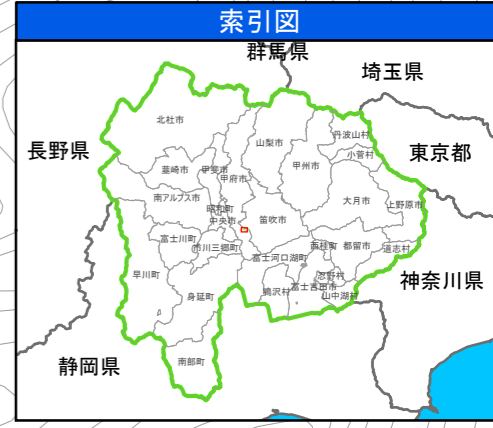 索引図
群馬県
埼玉県
北杜市
丹波山村
山梨市
長野県
小菅村
東京都
韮崎市
甲斐市
甲州市
甲府市
南アルプス市
大月市
上野原市
昭和町
中央市
笛吹市
富士川町
市川三郷町
西桂町
都留市
道志村
富士河口湖町
早川町
忍野村
神奈川県
鳴沢村
富士吉田市
身延町
山中湖村
静岡県
南部町